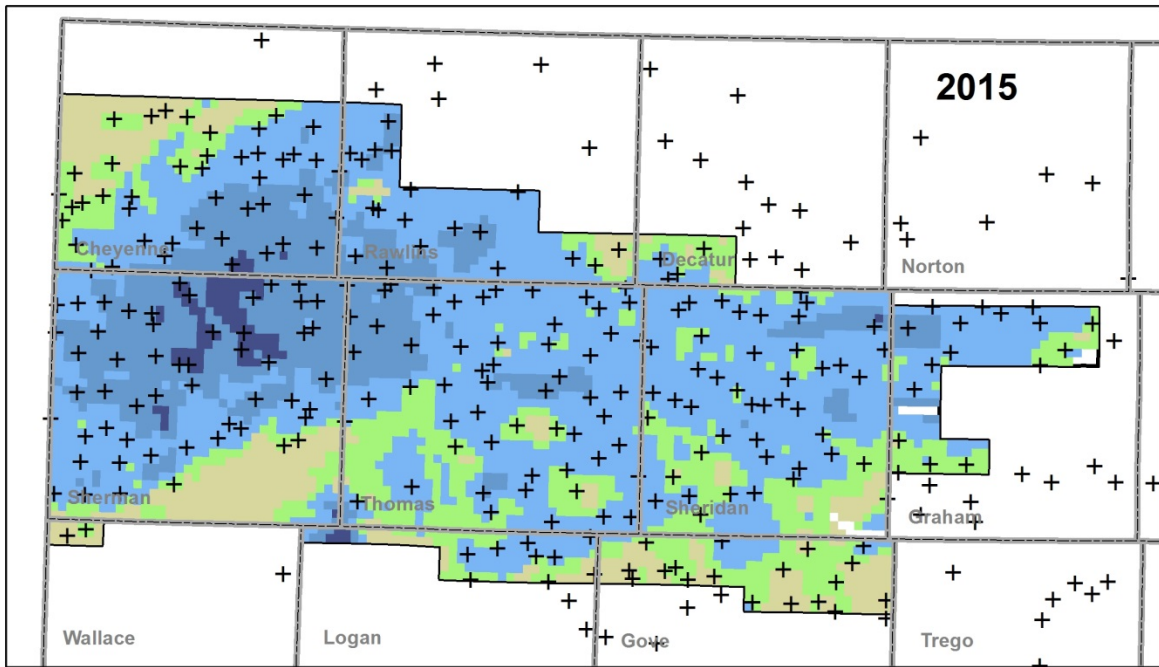 2015
Cheyenne
Rawlins
Decatur
Norton
Sherman
Thomas
Sheridan
Graham
Wallace
Logan
Gove
Trego